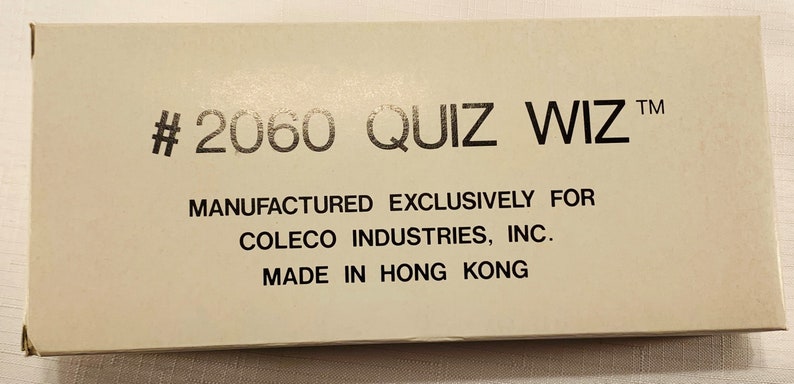 # 2060 QUIZ WIZ™
MANUFACTURED EXCLUSIVELY FOR
COLECO INDUSTRIES, INC.
MADE IN HONG KONG